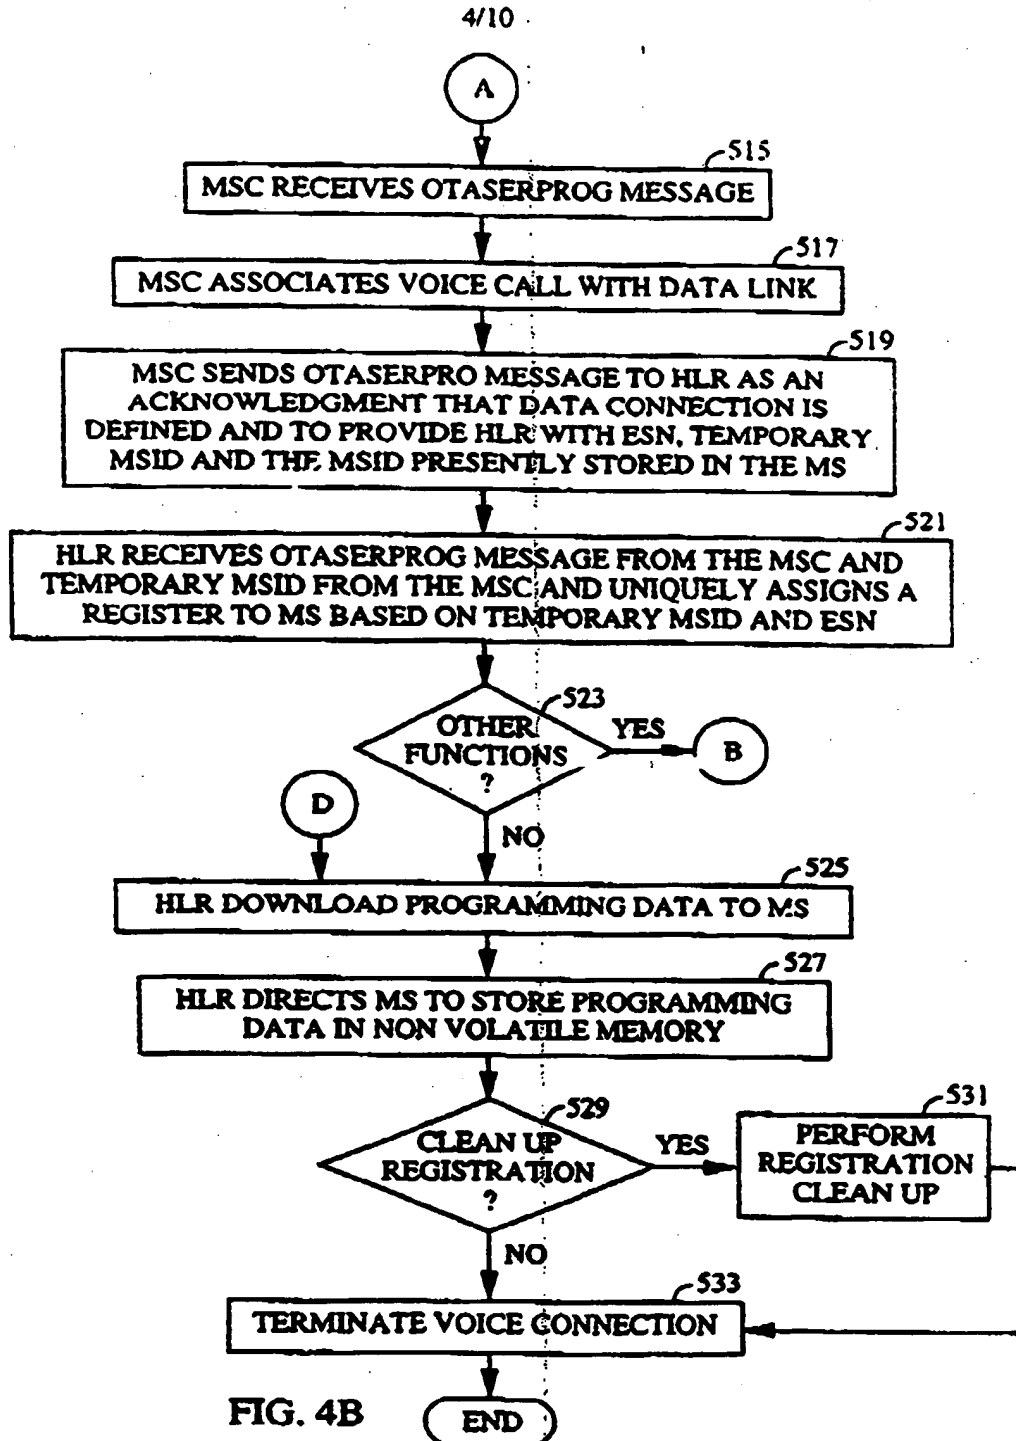 4/10
A
515
MSC RECEIVES OTASERPROG MESSAGE
517
MSC ASSOCIATES VOICE CALL WITH DATA LINK
519
MSC SENDS OTASERPRO MESSAGE TO HLR AS AN
ACKNOWLEDGMENT THAT DATA CONNECTION IS
DEFINED AND TO PROVIDE HLR WITH ESN, TEMPORARY
MSID AND THE MSID PRESENTLY STORED IN THE MS
521
HLR RECEIVES OTASERPROG MESSAGE FROM THE MSC AND
TEMPORARY MSID FROM THE MSC AND UNIQUELY ASSIGNS A
REGISTER TO MS BASED ON TEMPORARY MSID AND ESN
523
OTHER
FUNCTIONS
?
YES
B
D
NO
525
HLR DOWNLOAD PROGRAMMING DATA TO MS
527
HLR DIRECTS MS TO STORE PROGRAMMING
DATA IN NON VOLATILE MEMORY
529
CLEAN UP
REGISTRATION
?
YES
531
PERFORM
REGISTRATION
CLEAN UP
NO
533
TERMINATE VOICE CONNECTION
FIG. 4B
END